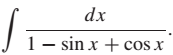 ∫ dx / (1 − sin x + cos x).